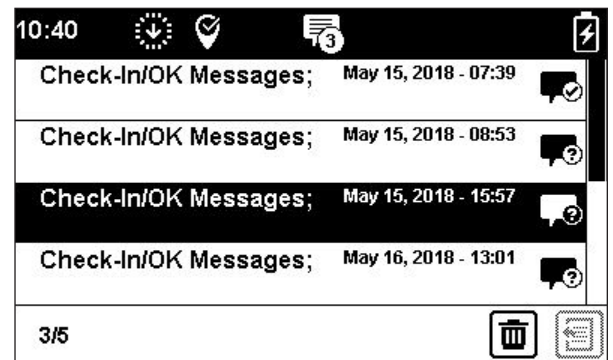 10:40
3
Check-In/OK Messages; May 15, 2018 - 07:39
Check-In/OK Messages; May 15, 2018 - 08:53
?
Check-In/OK Messages; May 15, 2018 - 15:57
?
Check-In/OK Messages; May 16, 2018 - 13:01
?
3/5